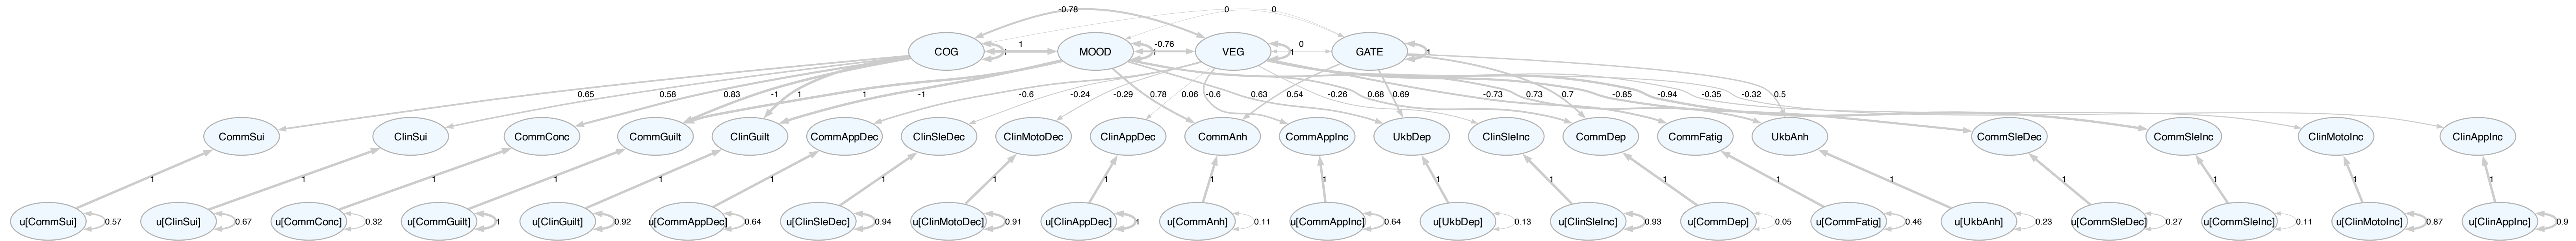 -0.78 0 0
COG 1 1 MOOD 1 -0.76 VEG 1 0 GATE 1
0.65 0.58 0.83 -1 1 1 -1 -0.6 -0.24 -0.29 0.78 0.06 -0.6 0.63 -0.26 0.54 0.68 0.69 -0.73 0.73 0.7 -0.85 -0.94 -0.35 -0.32 0.5
CommSui ClinSui CommConc CommGuilt ClinGuilt CommAppDec ClinSleDec ClinMotoDec ClinAppDec CommAnh CommAppInc UkbDep ClinSleInc CommDep CommFatig UkbAnh CommSleDec CommSleInc ClinMotoInc ClinAppInc
1 1 1 1 1 1 1 1 1 1 1 1 1 1 1 1 1 1 1 1
u[CommSui] 0.57 u[ClinSui] 0.67 u[CommConc] 0.32 u[CommGuilt] 1 u[ClinGuilt] 0.92 u[CommAppDec] 0.64 u[ClinSleDec] 0.94 u[ClinMotoDec] 0.91 u[ClinAppDec] 1 u[CommAnh] 0.11 u[CommAppInc] 0.64 u[UkbDep] 0.13 u[ClinSleInc] 0.93 u[CommDep] 0.05 u[CommFatig] 0.46 u[UkbAnh] 0.23 u[CommSleDec] 0.27 u[CommSleInc] 0.11 u[ClinMotoInc] 0.87 u[ClinAppInc] 0.9